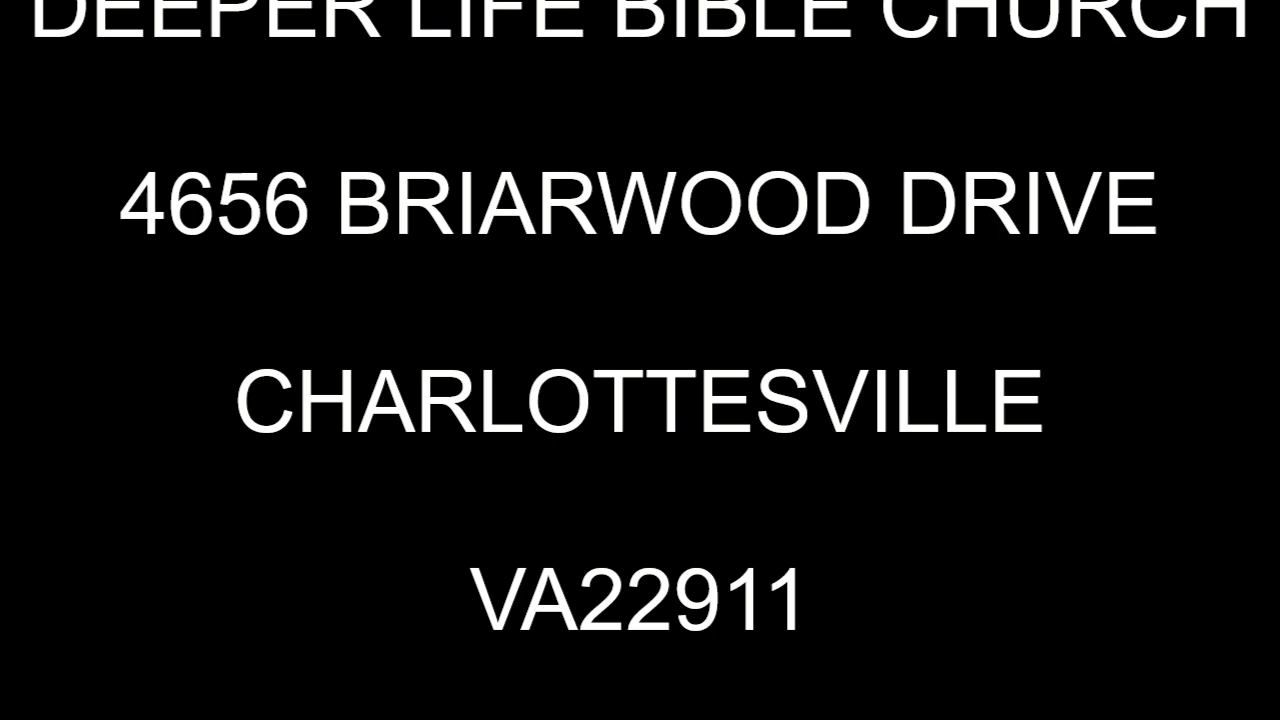 DEEPER LIFE BIBLE CHURCH
4656 BRIARWOOD DRIVE
CHARLOTTESVILLE
VA22911